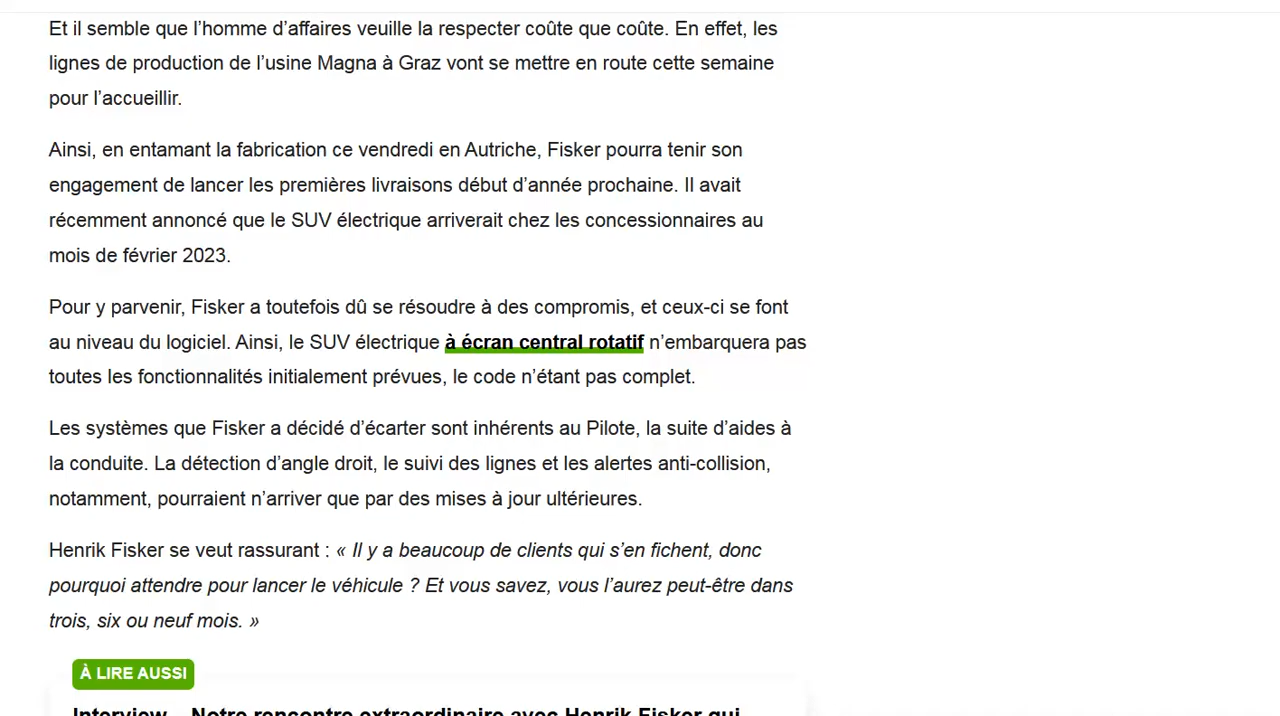 Et il semble que l’homme d’affaires veuille la respecter coûte que coûte. En effet, les
lignes de production de l’usine Magna à Graz vont se mettre en route cette semaine
pour l’accueillir.
Ainsi, en entamant la fabrication ce vendredi en Autriche, Fisker pourra tenir son
engagement de lancer les premières livraisons début d’année prochaine. Il avait
récemment annoncé que le SUV électrique arriverait chez les concessionnaires au
mois de février 2023.
Pour y parvenir, Fisker a toutefois dû se résoudre à des compromis, et ceux-ci se font
au niveau du logiciel. Ainsi, le SUV électrique à écran central rotatif n’embarquera pas
toutes les fonctionnalités initialement prévues, le code n’étant pas complet.
Les systèmes que Fisker a décidé d’écarter sont inhérents au Pilote, la suite d’aides à
la conduite. La détection d’angle droit, le suivi des lignes et les alertes anti-collision,
notamment, pourraient n’arriver que par des mises à jour ultérieures.
Henrik Fisker se veut rassurant : « Il y a beaucoup de clients qui s’en fichent, donc
pourquoi attendre pour lancer le véhicule ? Et vous savez, vous l’aurez peut-être dans
trois, six ou neuf mois. »
À LIRE AUSSI
Interview – Notre rencontre extraordinaire avec Henrik Fisker qui